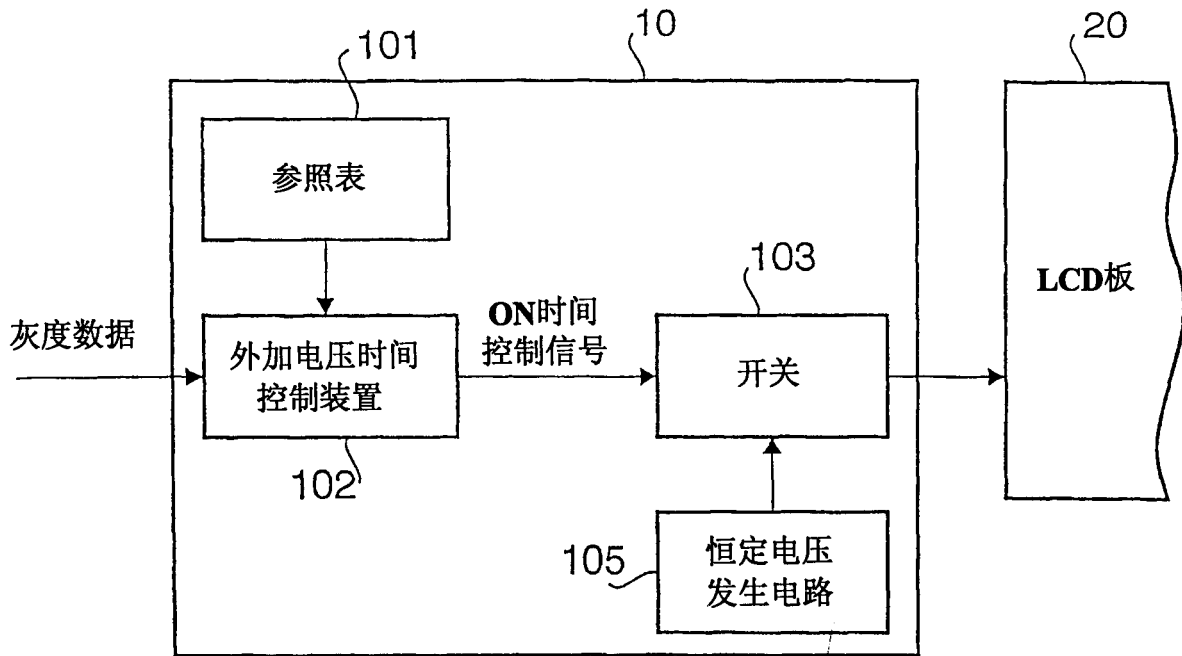 10
20
101
参照表
103
LCD板
灰度数据
外加电压时间
控制装置
ON时间
控制信号
开关
102
105
恒定电压
发生电路